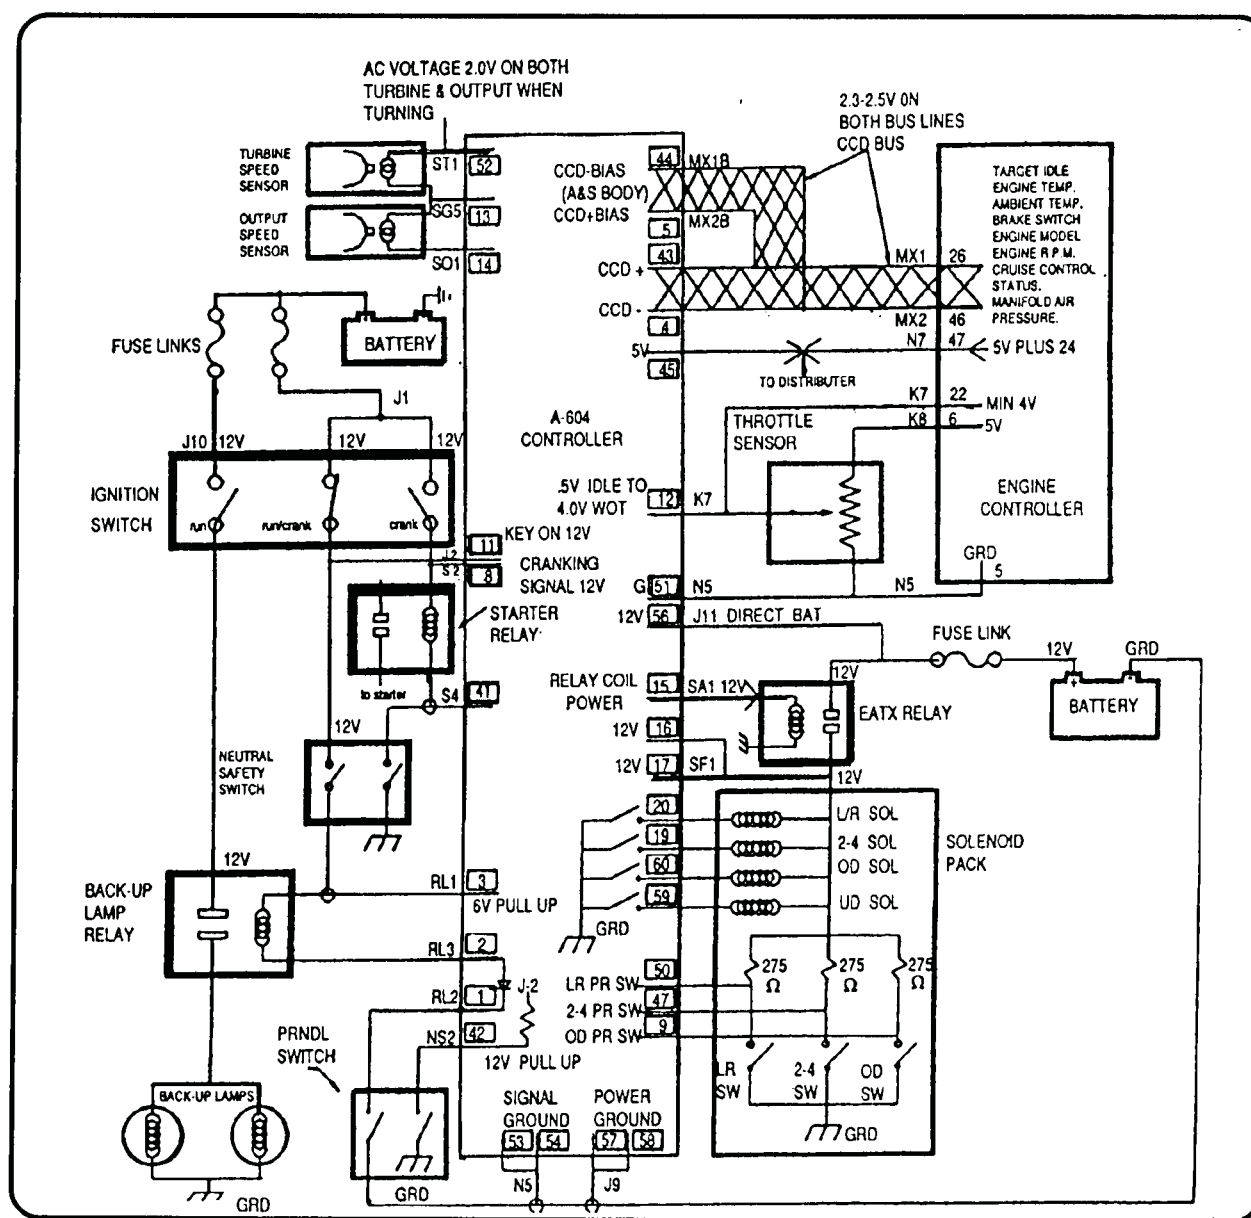 AC VOLTAGE 2.0V ON BOTH
TURBINE & OUTPUT WHEN
TURNING
2.3-2.5V 0N
BOTH BUS LINES
CCD BUS
TURBINE
SPEED
SENSOR
ST1
52
SG5
13
OUTPUT
SPEED
SENSOR
SO1
14
CCD-BIAS
(A&S BODY)
CCD+BIAS
44
MX1B
5
MX2B
43
CCD +
CCD -
4
5V
45
MX1
26
MX2
46
N7
47
5V PLUS 24
TO DISTRIBUTER
TARGET IDLE
ENGINE TEMP.
AMBIENT TEMP.
BRAKE SWITCH
ENGINE MODEL
ENGINE R P.M.
CRUISE CONTROL
STATUS.
MANIFOLD AIR
PRESSURE.
K7
22
MIN 4V
K8
6
5V
FUSE LINKS
BATTERY
J1
J10
12V
12V
12V
A-604
CONTROLLER
THROTTLE
SENSOR
IGNITION
SWITCH
run
run/crank
crank
.5V IDLE TO
4.0V WOT
12
K7
ENGINE
CONTROLLER
GRD
5
J2
11
KEY ON 12V
S2
8
CRANKING
SIGNAL 12V
G
51
N5
N5
12V
56
J11 DIRECT BAT
STARTER
RELAY
to starter
S4
41
FUSE LINK
12V
GRD
BATTERY
RELAY COIL
POWER
15
SA1 12V
12V
EATX RELAY
12V
16
12V
17
SF1
12V
12V
NEUTRAL
SAFETY
SWITCH
20
L/R SOL
19
2-4 SOL
60
OD SOL
59
UD SOL
GRD
SOLENOID
PACK
12V
BACK-UP
LAMP
RELAY
RL1
3
6V PULL UP
RL3
2
RL2
1
J-2
NS2
42
12V PULL UP
50
LR PR SW
47
2-4 PR SW
9
OD PR SW
275
Ω
275
Ω
275
Ω
LR
SW
2-4
SW
OD
SW
GRD
PRNDL
SWITCH
BACK-UP LAMPS
SIGNAL
GROUND
POWER
GROUND
53
54
57
58
N5
J9
GRD
GRD